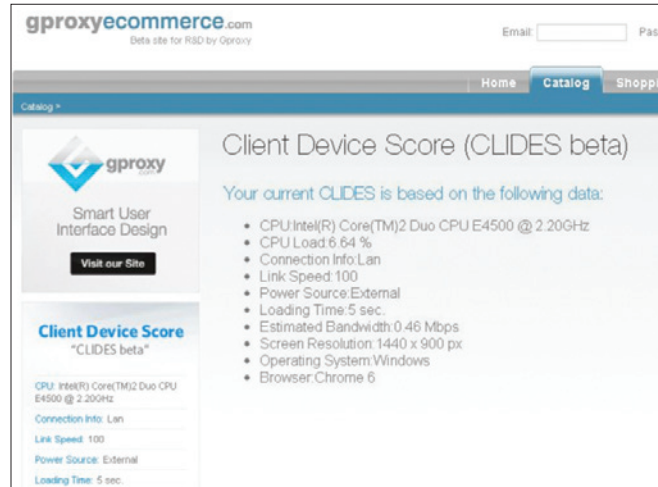 gproxyecommerce.com
Beta site for R&D by Gproxy
Email:
Pas
Home Catalog Shoppi
Catalog >
gproxy
.com
Smart User
Interface Design
Visit our Site
Client Device Score
"CLIDES beta"
CPU: Intel(R) Core(TM)2 Duo CPU
E4500 @ 2.20GHz
Connection Info: Lan
Link Speed: 100
Power Source: External
Loading Time: 5 sec.
Client Device Score (CLIDES beta)
Your current CLIDES is based on the following data:
CPU:Intel(R) Core(TM)2 Duo CPU E4500 @ 2.20GHz
CPU Load:6.64 %
Connection Info:Lan
Link Speed:100
Power Source:External
Loading Time:5 sec.
Estimated Bandwidth:0.46 Mbps
Screen Resolution:1440 x 900 px
Operating System:Windows
Browser:Chrome 6